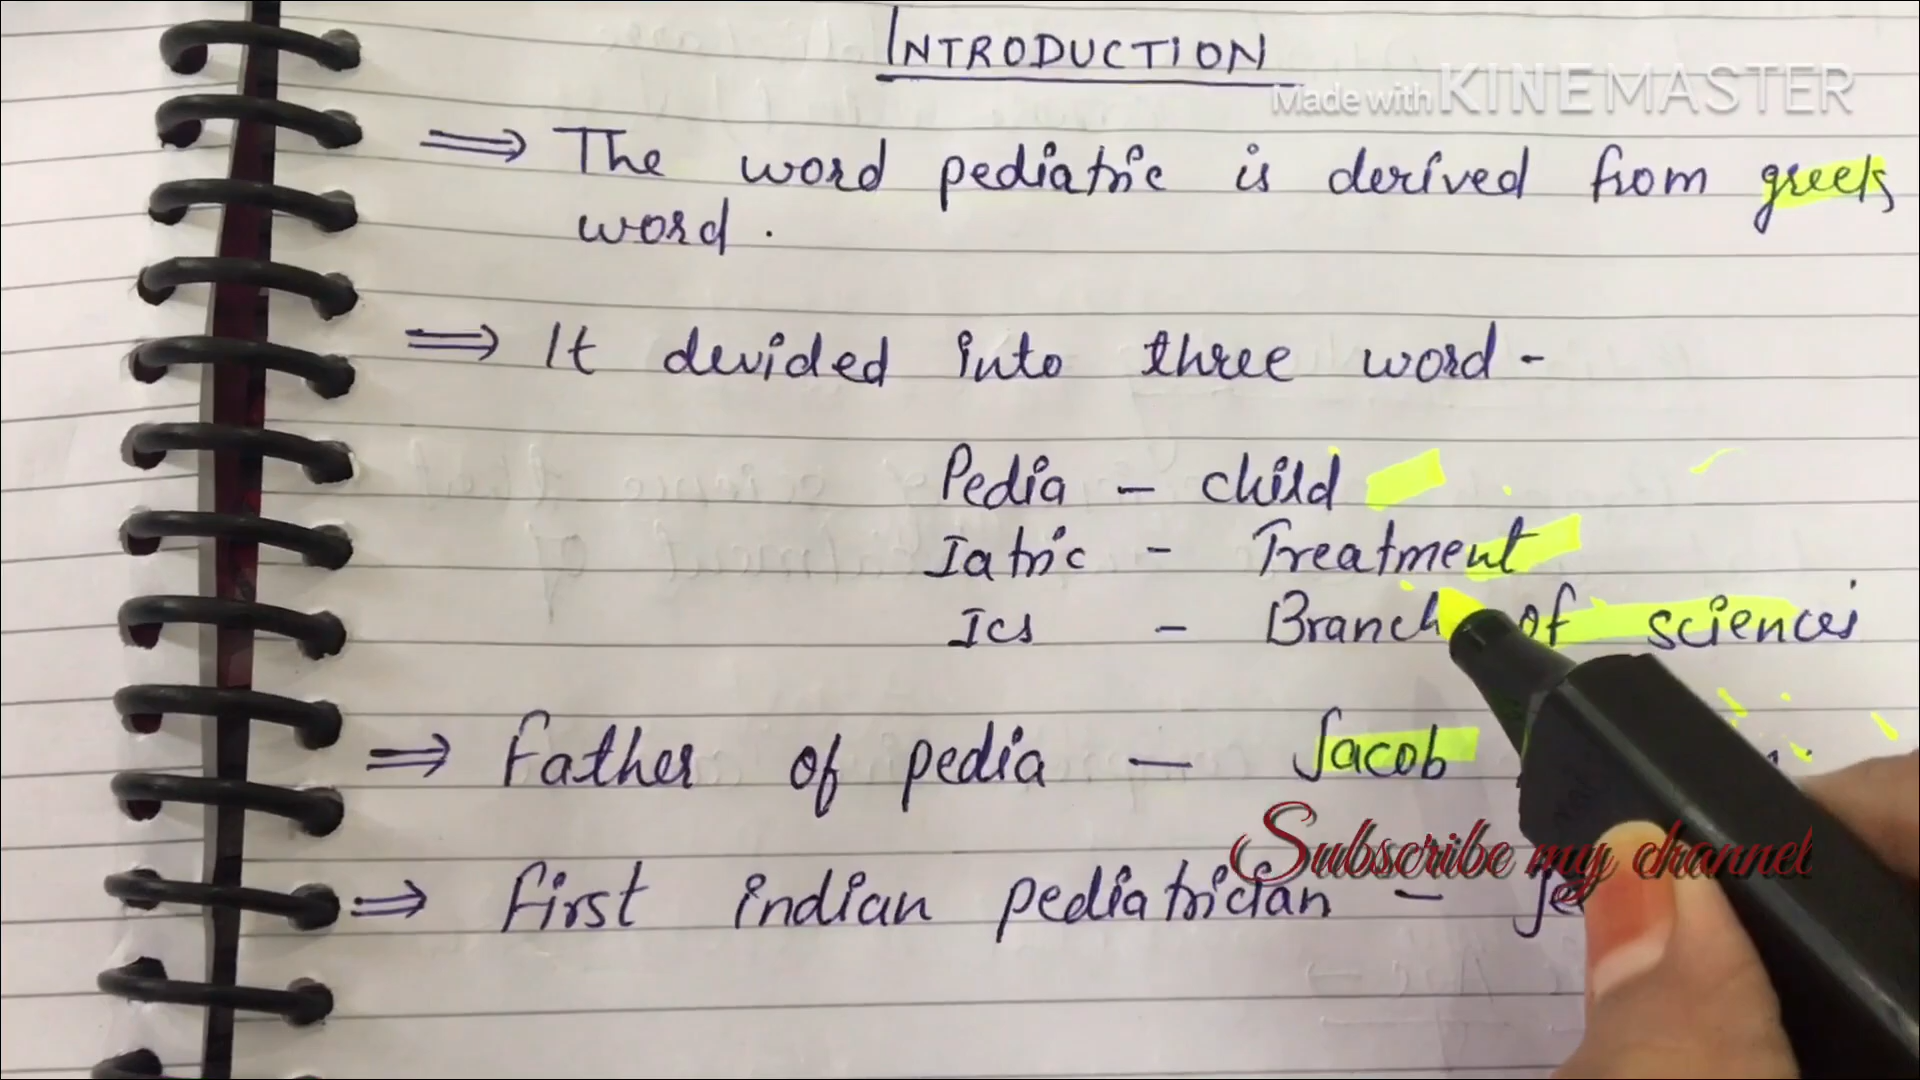 INTRODUCTION
Made with KINEMASTER
⇒ The word pediatric is derived from greek
word.
⇒ It devided into three word -
Pedia - child
Iatric - Treatment
Ics - Branch of sciences
⇒ Father of pedia - Jacob
Subscribe my channel
⇒ First indian pediatrician -